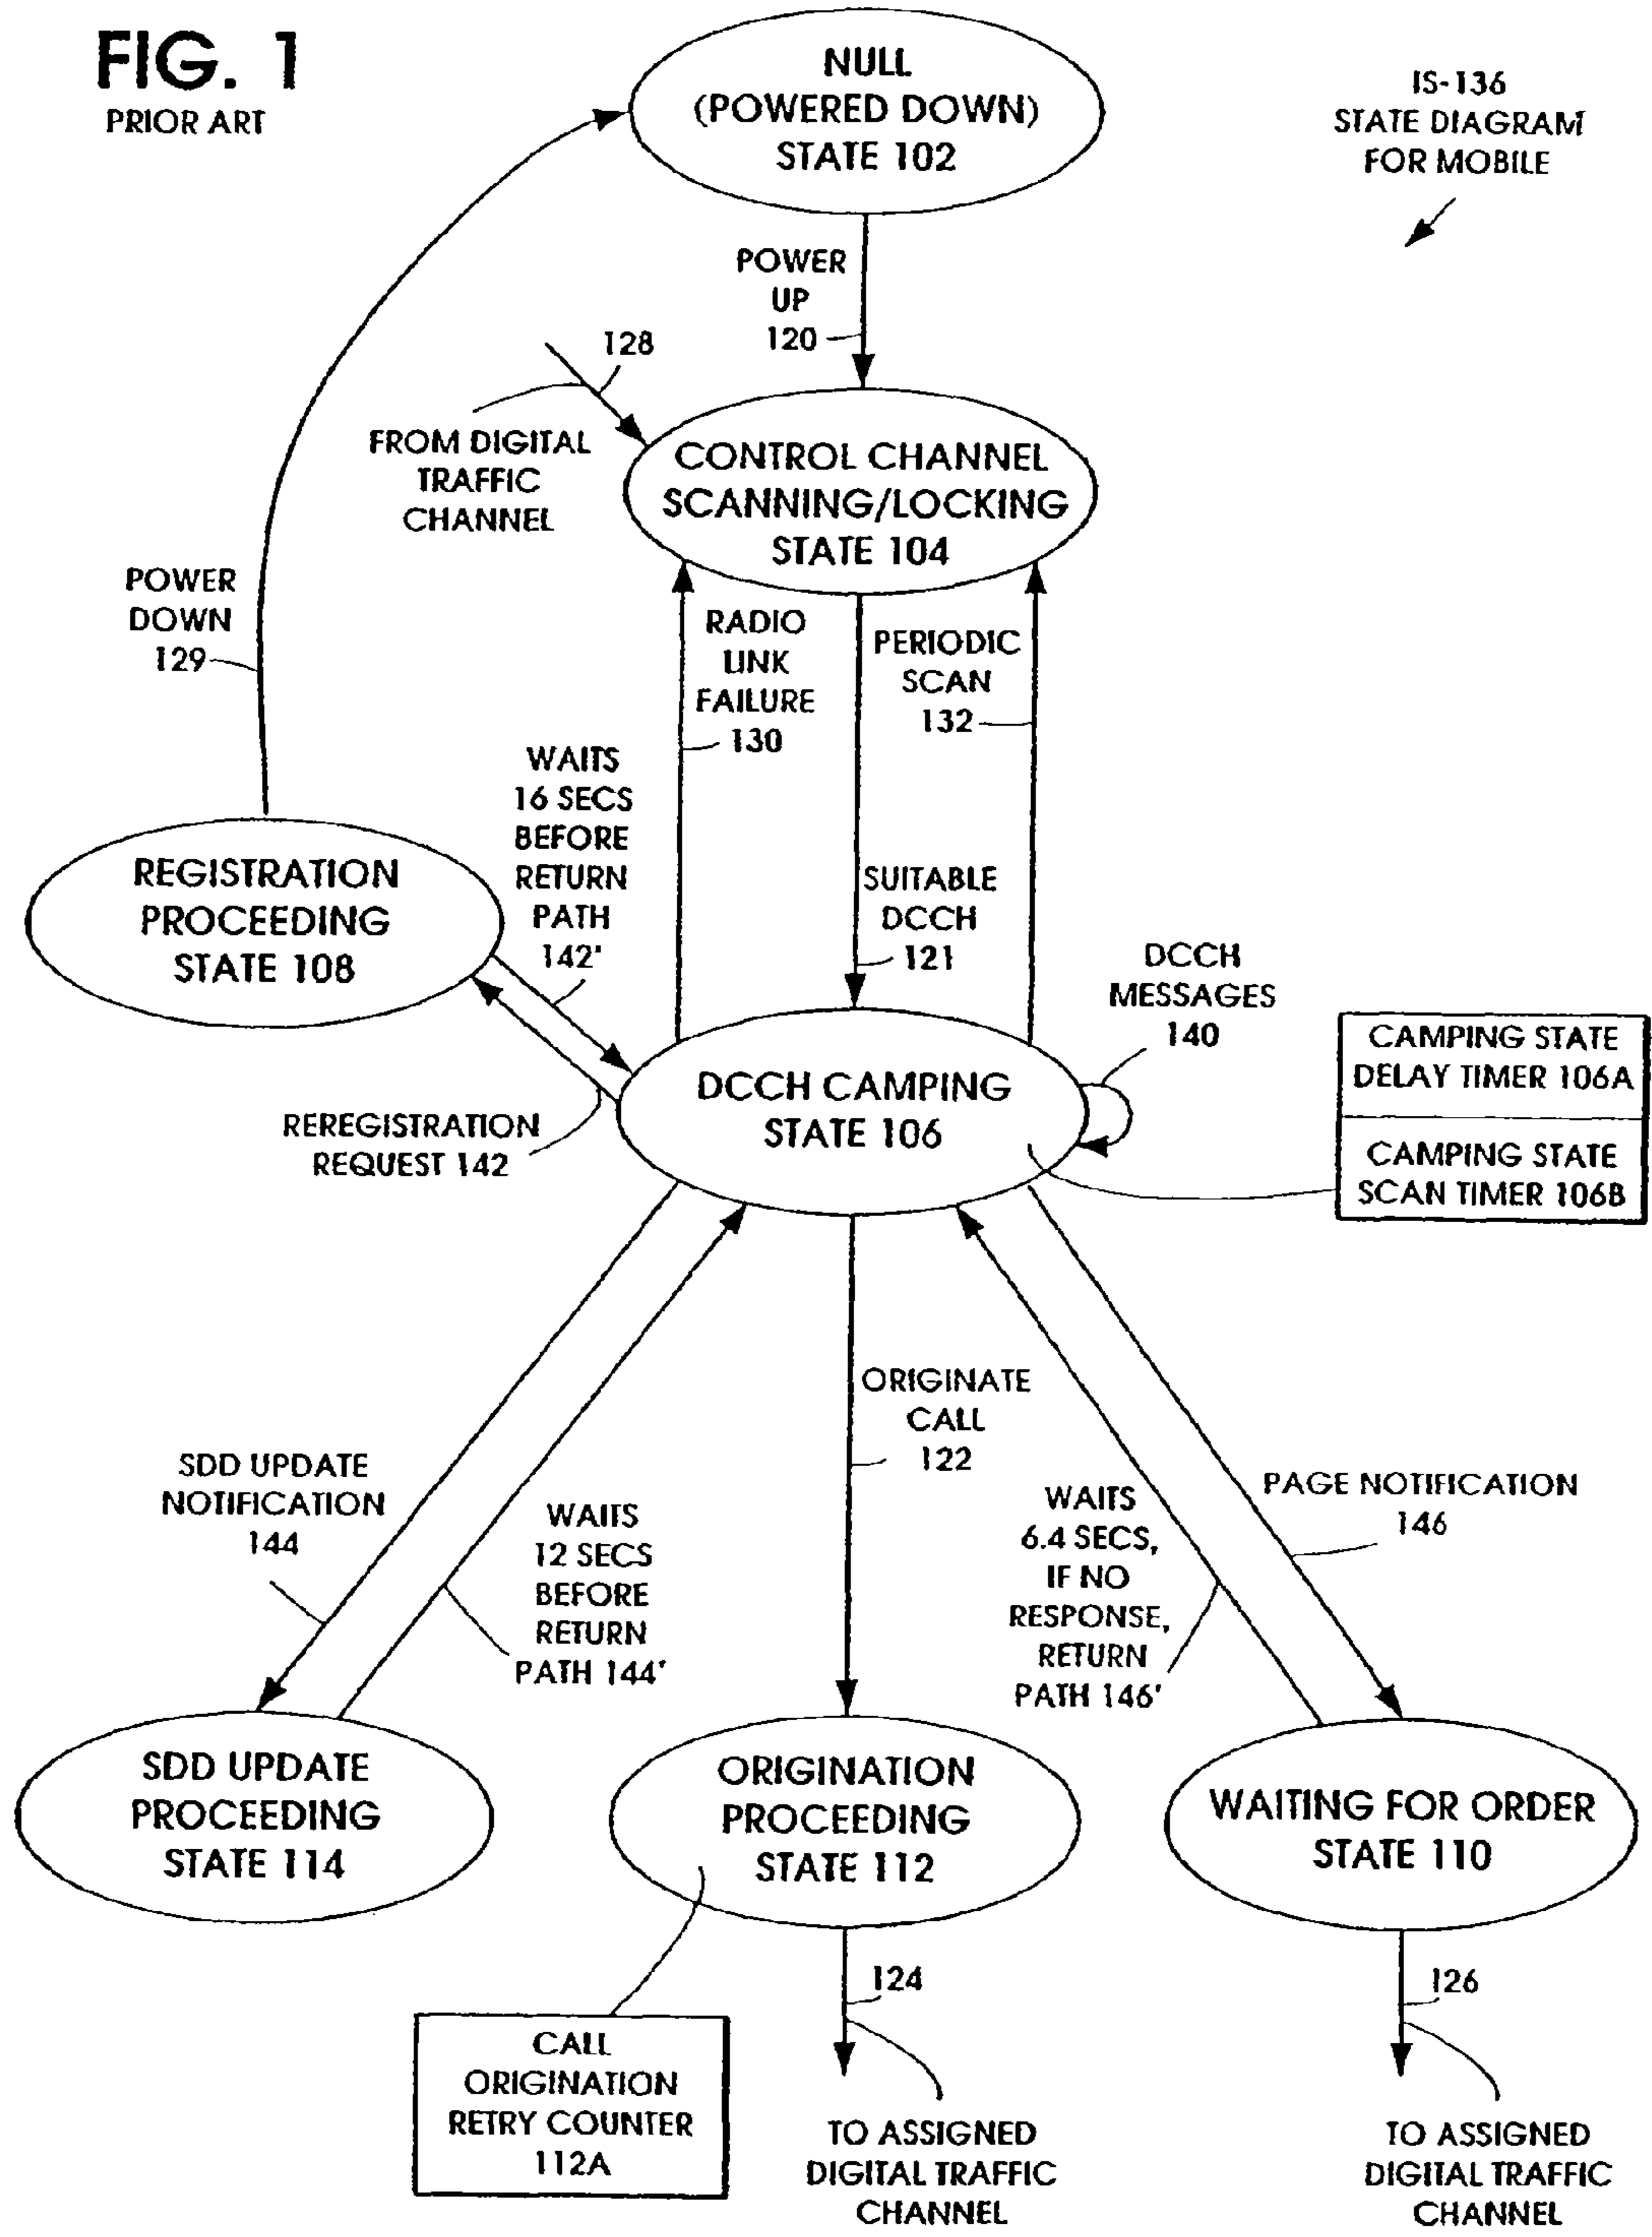 FIG. 1
PRIOR ART
NULL
(POWERED DOWN)
STATE 102
IS-136
STATE DIAGRAM
FOR MOBILE
POWER
UP
120
128
FROM DIGITAL
TRAFFIC
CHANNEL
CONTROL CHANNEL
SCANNING/LOCKING
STATE 104
POWER
DOWN
129
RADIO
LINK
FAILURE
130
PERIODIC
SCAN
132
WAITS
16 SECS
BEFORE
RETURN
PATH
142'
SUITABLE
DCCH
121
REGISTRATION
PROCEEDING
STATE 108
DCCH
MESSAGES
140
CAMPING STATE
DELAY TIMER 106A
CAMPING STATE
SCAN TIMER 106B
DCCH CAMPING
STATE 106
REREGISTRATION
REQUEST 142
ORIGINATE
CALL
122
SDD UPDATE
NOTIFICATION
144
WAITS
12 SECS
BEFORE
RETURN
PATH 144'
WAITS
6.4 SECS,
IF NO
RESPONSE,
RETURN
PATH 146'
PAGE NOTIFICATION
146
SDD UPDATE
PROCEEDING
STATE 114
ORIGINATION
PROCEEDING
STATE 112
WAITING FOR ORDER
STATE 110
CALL
ORIGINATION
RETRY COUNTER
112A
124
TO ASSIGNED
DIGITAL TRAFFIC
CHANNEL
126
TO ASSIGNED
DIGITAL TRAFFIC
CHANNEL